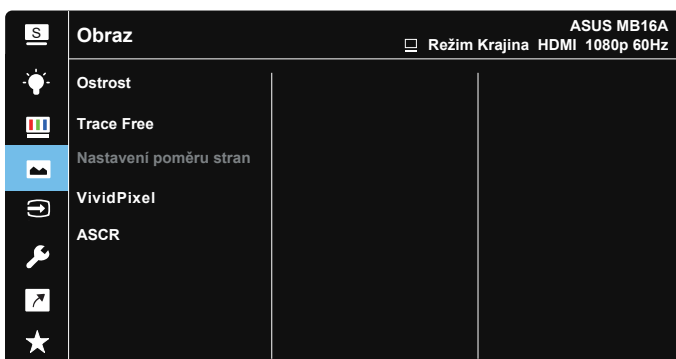 S
Obraz
ASUS MB16A
Režim Krajina HDMI 1080p 60Hz
Ostrost
Trace Free
Nastavení poměru stran
VividPixel
ASCR